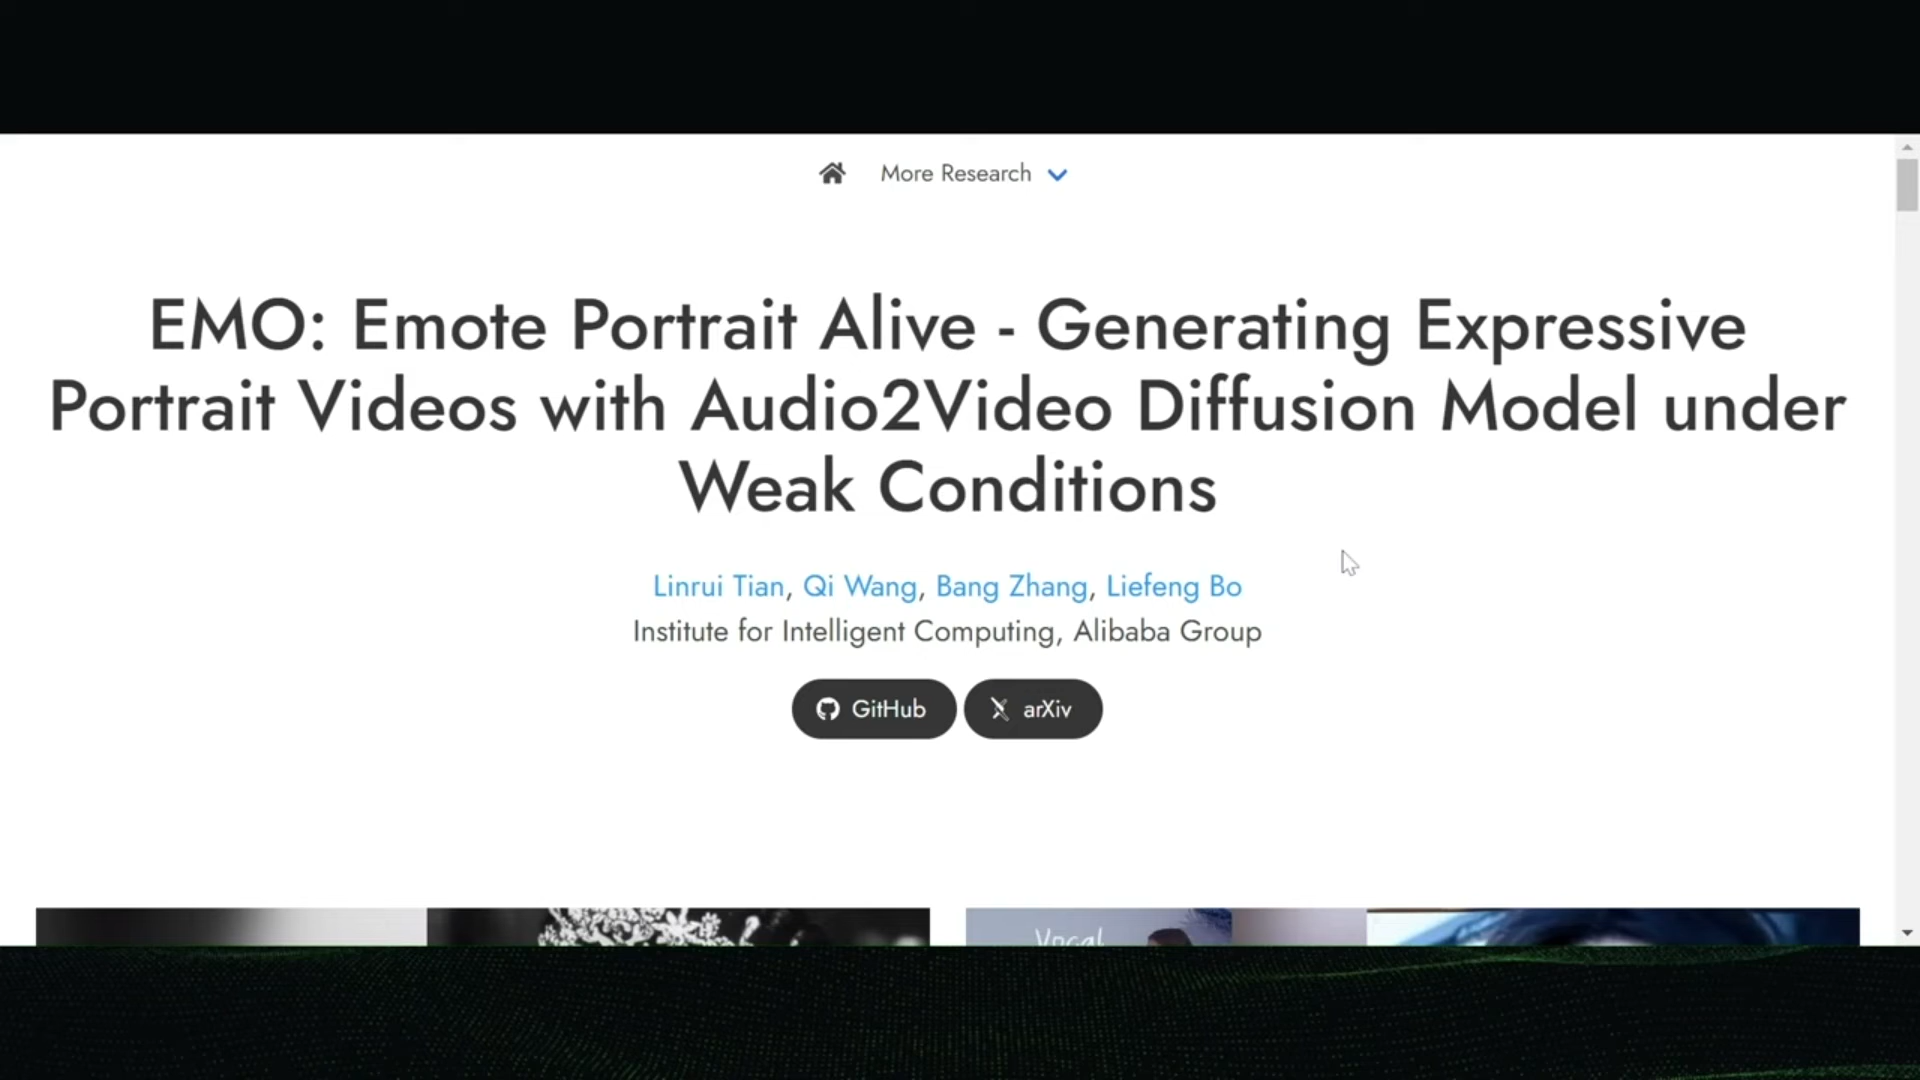 More Research
EMO: Emote Portrait Alive - Generating Expressive
Portrait Videos with Audio2Video Diffusion Model under
Weak Conditions
Linrui Tian, Qi Wang, Bang Zhang, Liefeng Bo
Institute for Intelligent Computing, Alibaba Group
GitHub arXiv
Vocal